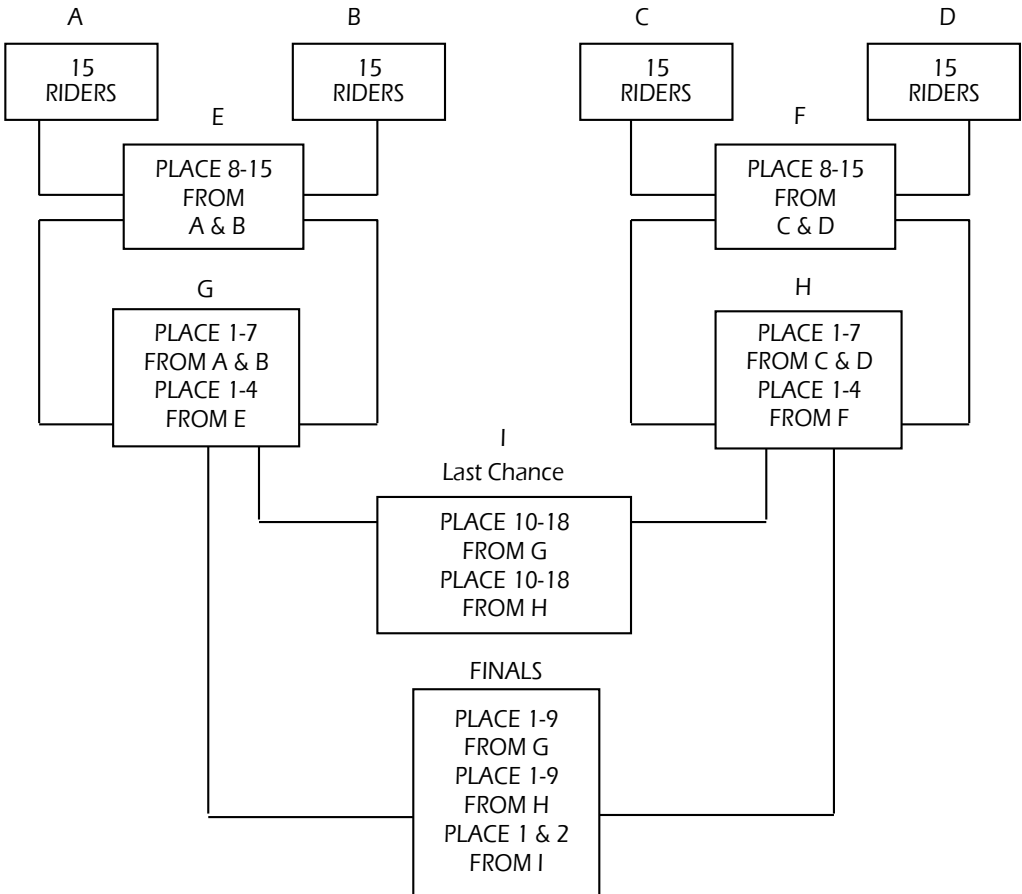 A
B
C
D
15
RIDERS
15
RIDERS
15
RIDERS
15
RIDERS
E
PLACE 8-15
FROM
A & B
F
PLACE 8-15
FROM
C & D
G
PLACE 1-7
FROM A & B
PLACE 1-4
FROM E
H
PLACE 1-7
FROM C & D
PLACE 1-4
FROM F
I
Last Chance
PLACE 10-18
FROM G
PLACE 10-18
FROM H
FINALS
PLACE 1-9
FROM G
PLACE 1-9
FROM H
PLACE 1 & 2
FROM I